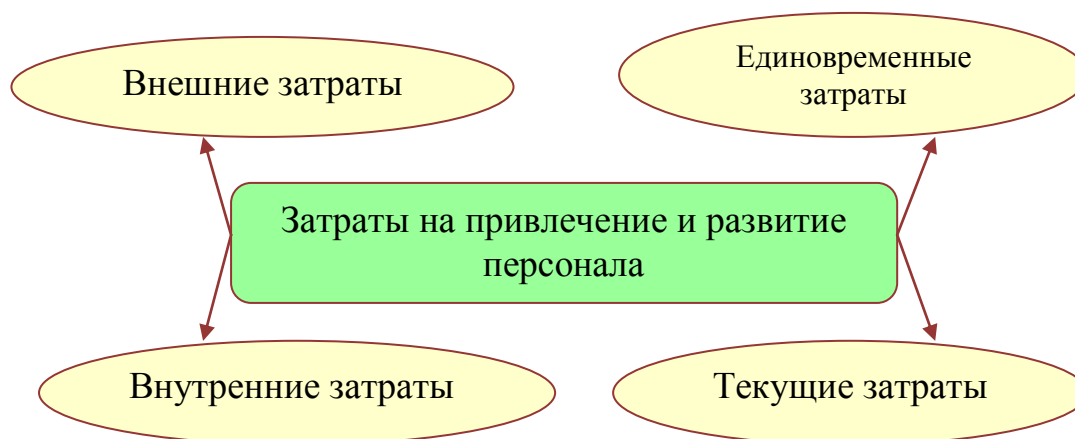 Внешние затраты
Единовременные
затраты
Затраты на привлечение и развитие
персонала
Внутренние затраты
Текущие затраты